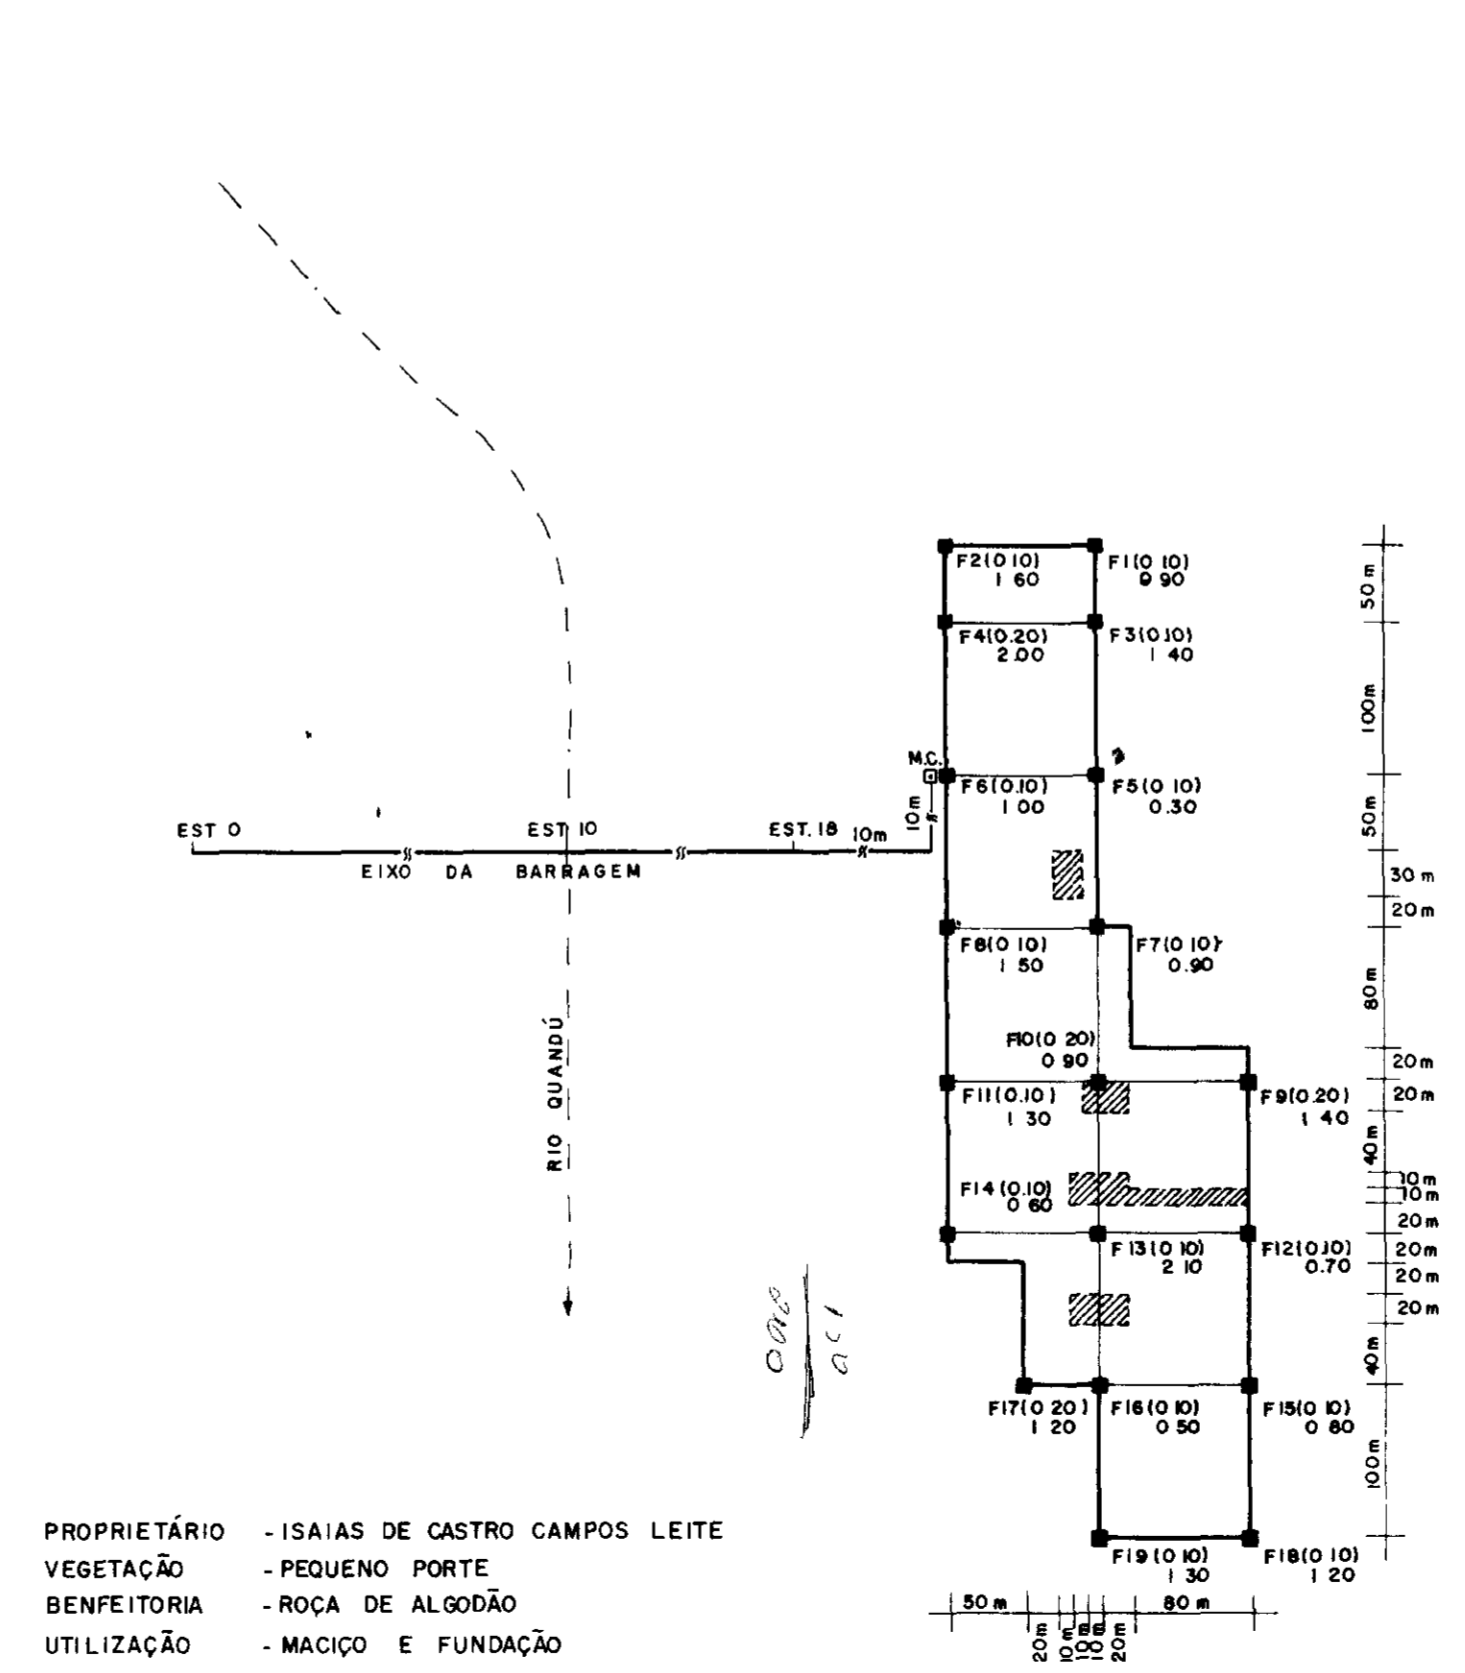 F2(0 10) F1(0 10)
1 60 0 90
50 m
F4(0.20) F3(0.10)
2.00 1 40
100m
M.C.
F6(0.10) F5(0 10)
1 00 0.30
10m
50m
EST 0 EST 10 EST. 18 10m
EIXO DA BARRAGEM
30 m
20m
F8(0 10) F7(0 10)
1 50 0.90
80m
RIO QUANDÚ
F10(0 20)
0 90
20m
F11(0.10) F9(0.20)
1 30 1 40
20m
40m
10m
10m
F14(0.10)
0 60
20m
F13(0 10) F12(0.10)
2 10 0.70
20m
20m
20m
40m
F17(0 20) F16(0 10) F15(0 10)
1 20 0 50 0 80
100m
PROPRIETÁRIO - ISAIAS DE CASTRO CAMPOS LEITE
VEGETAÇÃO - PEQUENO PORTE
BENFEITORIA - ROÇA DE ALGODÃO
UTILIZAÇÃO - MACIÇO E FUNDAÇÃO
F19(0 10) F18(0 10)
1 30 1 20
50 m 80 m
20m 10m 10m 10m 20m